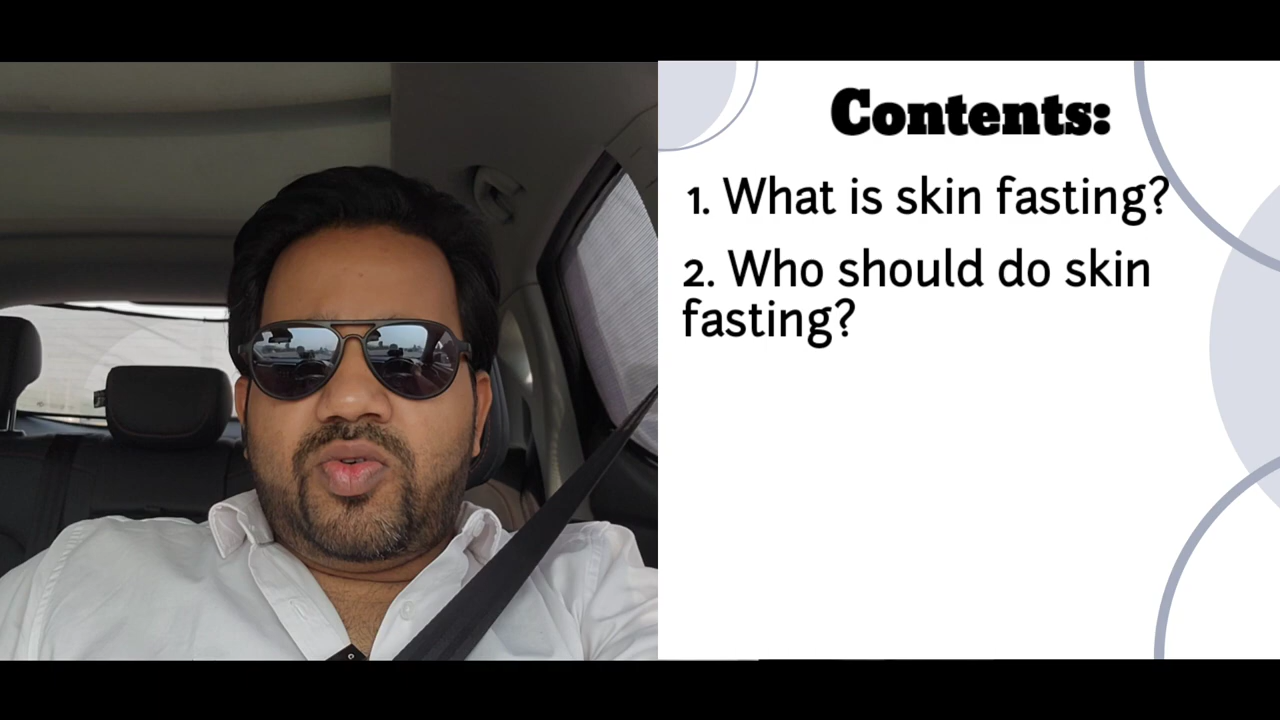 Contents:
1. What is skin fasting?
2. Who should do skin
fasting?